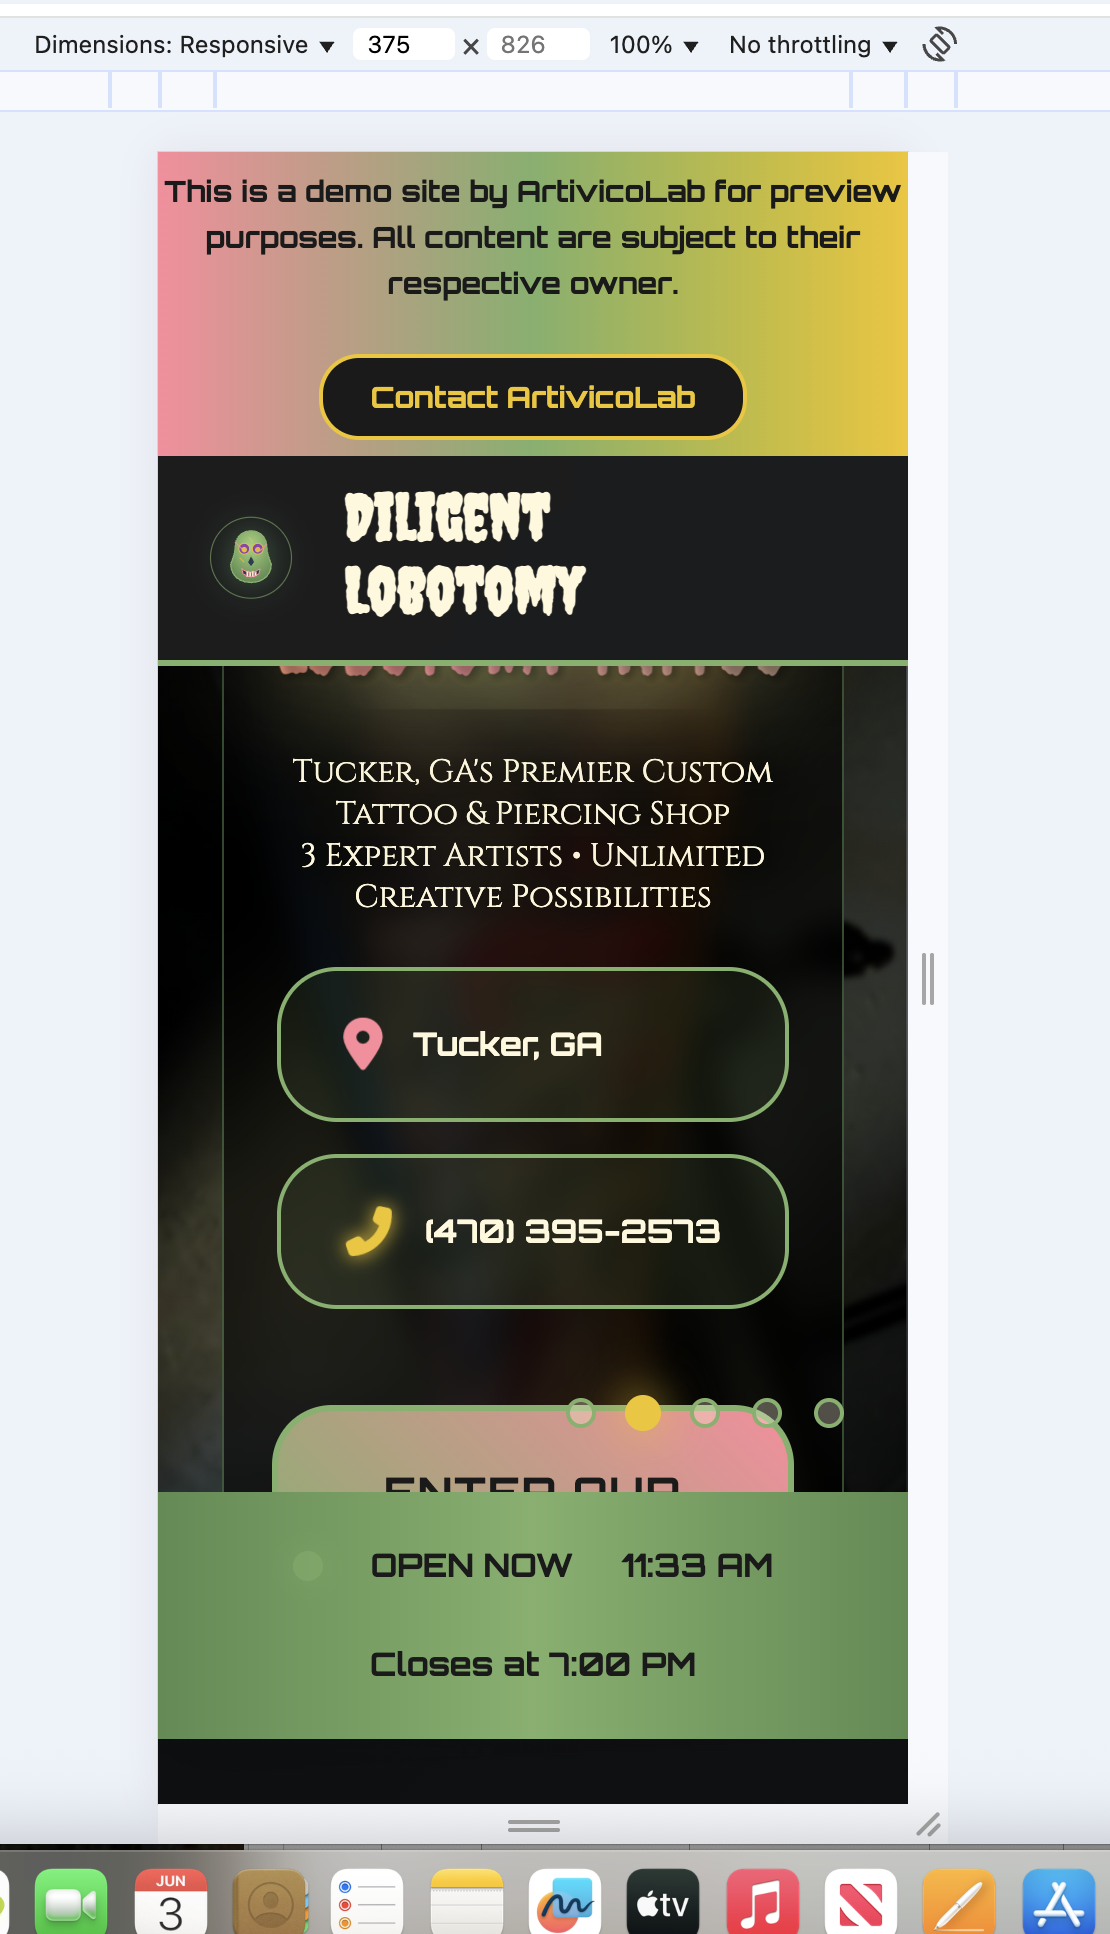 Dimensions: Responsive ▼ 375 × 826 100% ▼ No throttling ▼
This is a demo site by ArtivicoLab for preview
purposes. All content are subject to their
respective owner.
Contact ArtivicoLab
DILIGENT
LOBOTOMY
TUCKER, GA'S PREMIER CUSTOM
TATTOO & PIERCING SHOP
3 EXPERT ARTISTS • UNLIMITED
CREATIVE POSSIBILITIES
Tucker, GA
(470) 395-2573
ENTER OUR
OPEN NOW 11:33 AM
Closes at 7:00 PM
JUN
3
tv